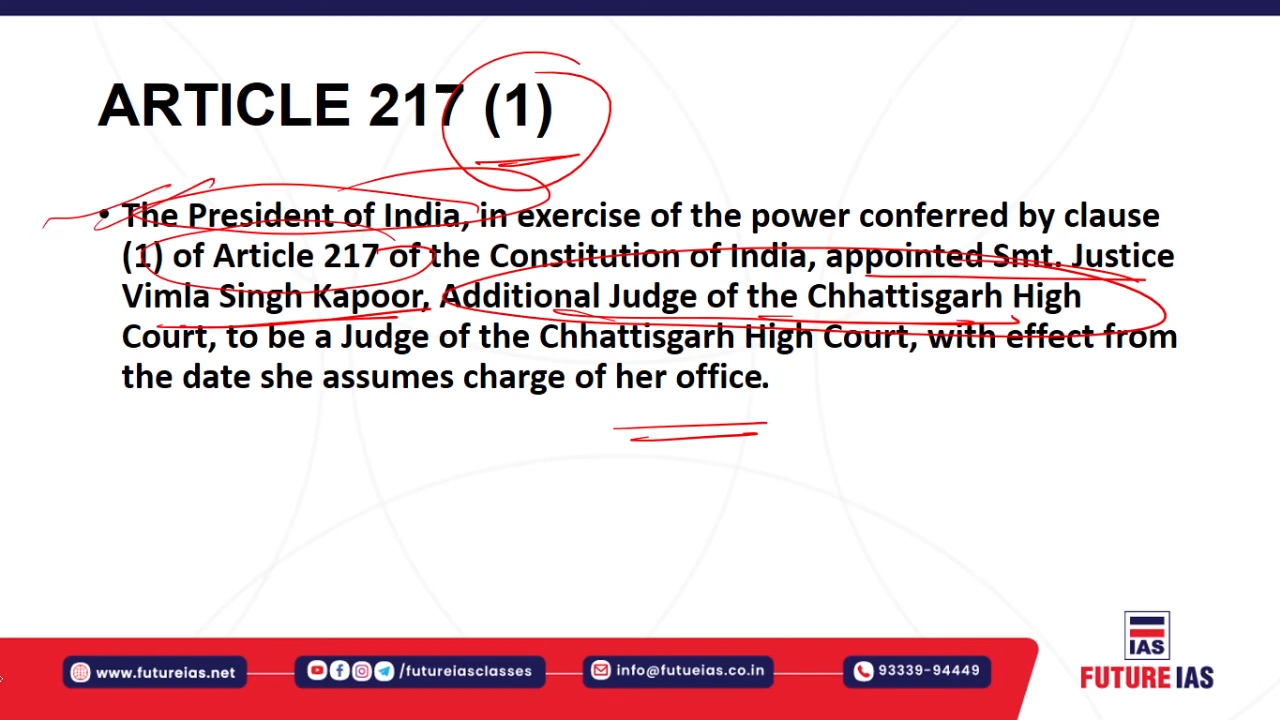 ARTICLE 217 (1)
• The President of India, in exercise of the power conferred by clause
(1) of Article 217 of the Constitution of India, appointed Smt. Justice
Vimla Singh Kapoor, Additional Judge of the Chhattisgarh High
Court, to be a Judge of the Chhattisgarh High Court, with effect from
the date she assumes charge of her office.
www.futureias.net
/futureiasclasses
info@futueias.co.in
93339-94449
IAS
FUTURE IAS